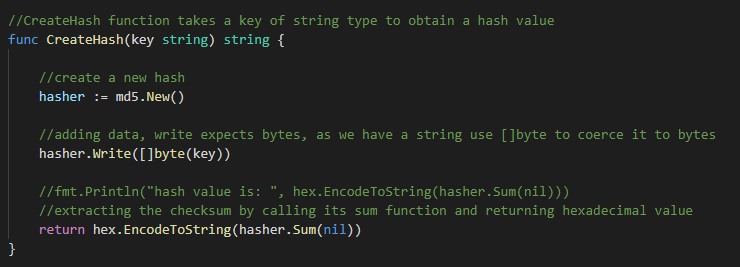 //CreateHash function takes a key of string type to obtain a hash value
func CreateHash(key string) string {
//create a new hash
hasher := md5.New()
//adding data, write expects bytes, as we have a string use []byte to coerce it to bytes
hasher.Write([]byte(key))
//fmt.Println("hash value is: ", hex.EncodeToString(hasher.Sum(nil)))
//extracting the checksum by calling its sum function and returning hexadecimal value
return hex.EncodeToString(hasher.Sum(nil))
}